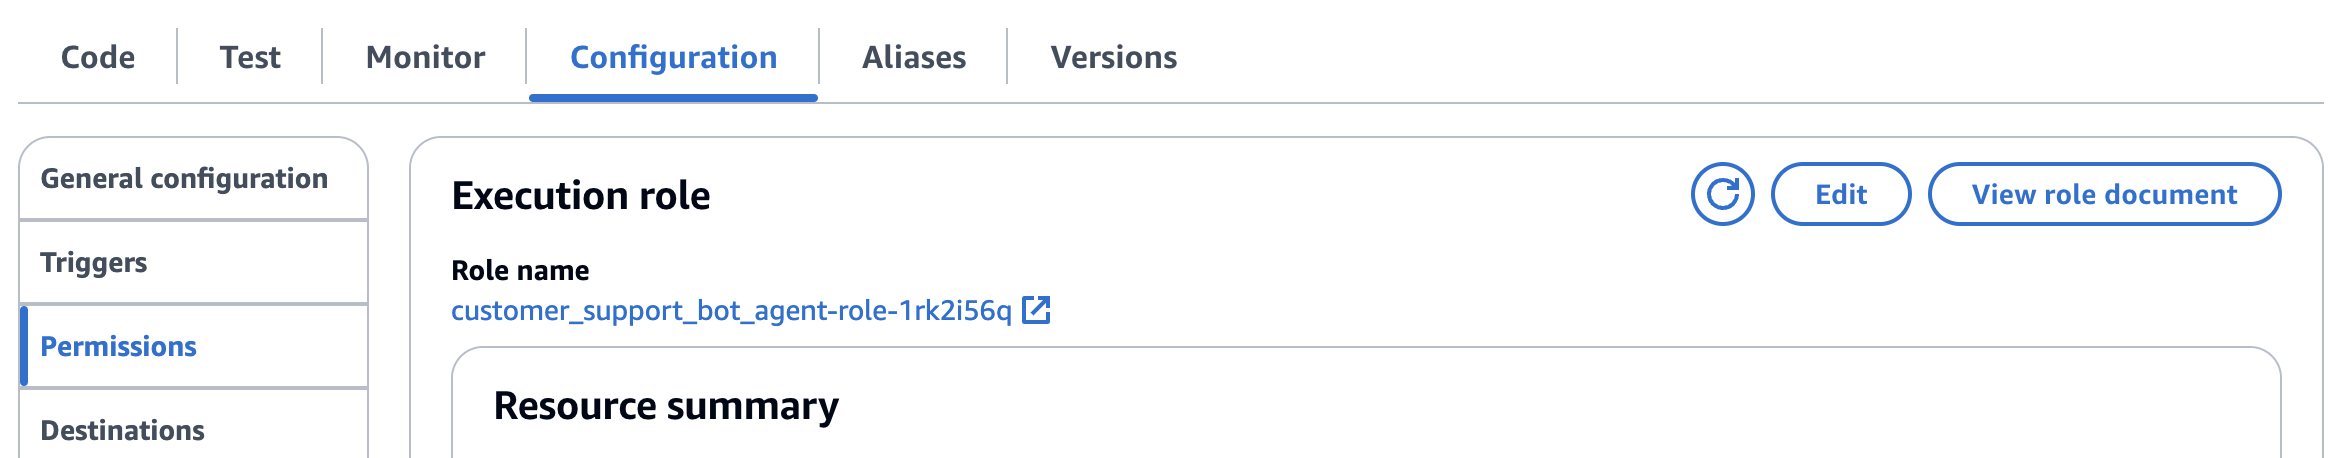 Code Test Monitor Configuration Aliases Versions
General configuration
Triggers
Permissions
Destinations
Execution role
Edit
View role document
Role name
customer_support_bot_agent-role-1rk2i56q
Resource summary